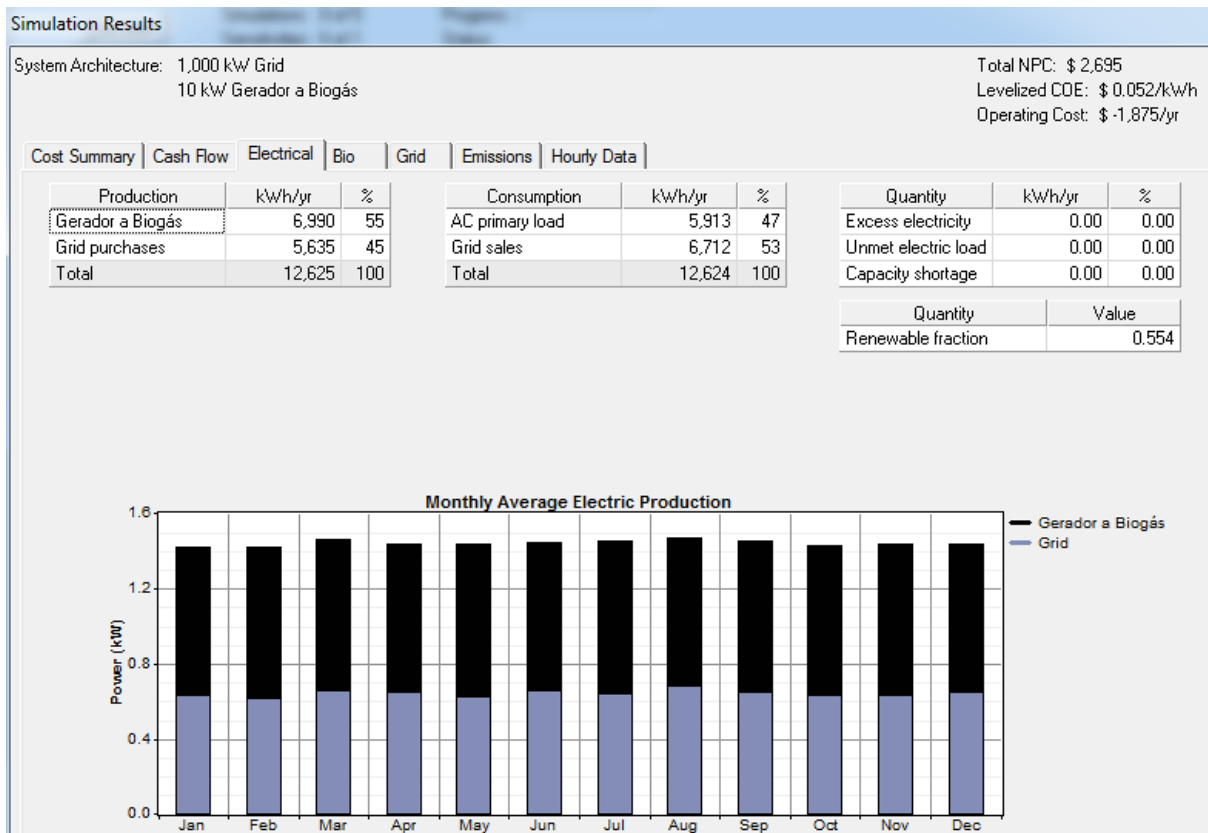 Simulation Results
System Architecture: 1,000 kW Grid
10 kW Gerador a Biogás
Total NPC: $ 2,695
Levelized COE: $ 0.052/kWh
Operating Cost: $ -1,875/yr
Cost Summary Cash Flow Electrical Bio Grid Emissions Hourly Data
Production kWh/yr %
Gerador a Biogás 6,990 55
Grid purchases 5,635 45
Total 12,625 100
Consumption kWh/yr %
AC primary load 5,913 47
Grid sales 6,712 53
Total 12,624 100
Quantity kWh/yr %
Excess electricity 0.00 0.00
Unmet electric load 0.00 0.00
Capacity shortage 0.00 0.00
Quantity Value
Renewable fraction 0.554
Monthly Average Electric Production
Power (kW)
1.6
1.2
0.8
0.4
0.0
Jan Feb Mar Apr May Jun Jul Aug Sep Oct Nov Dec
Gerador a Biogás
Grid